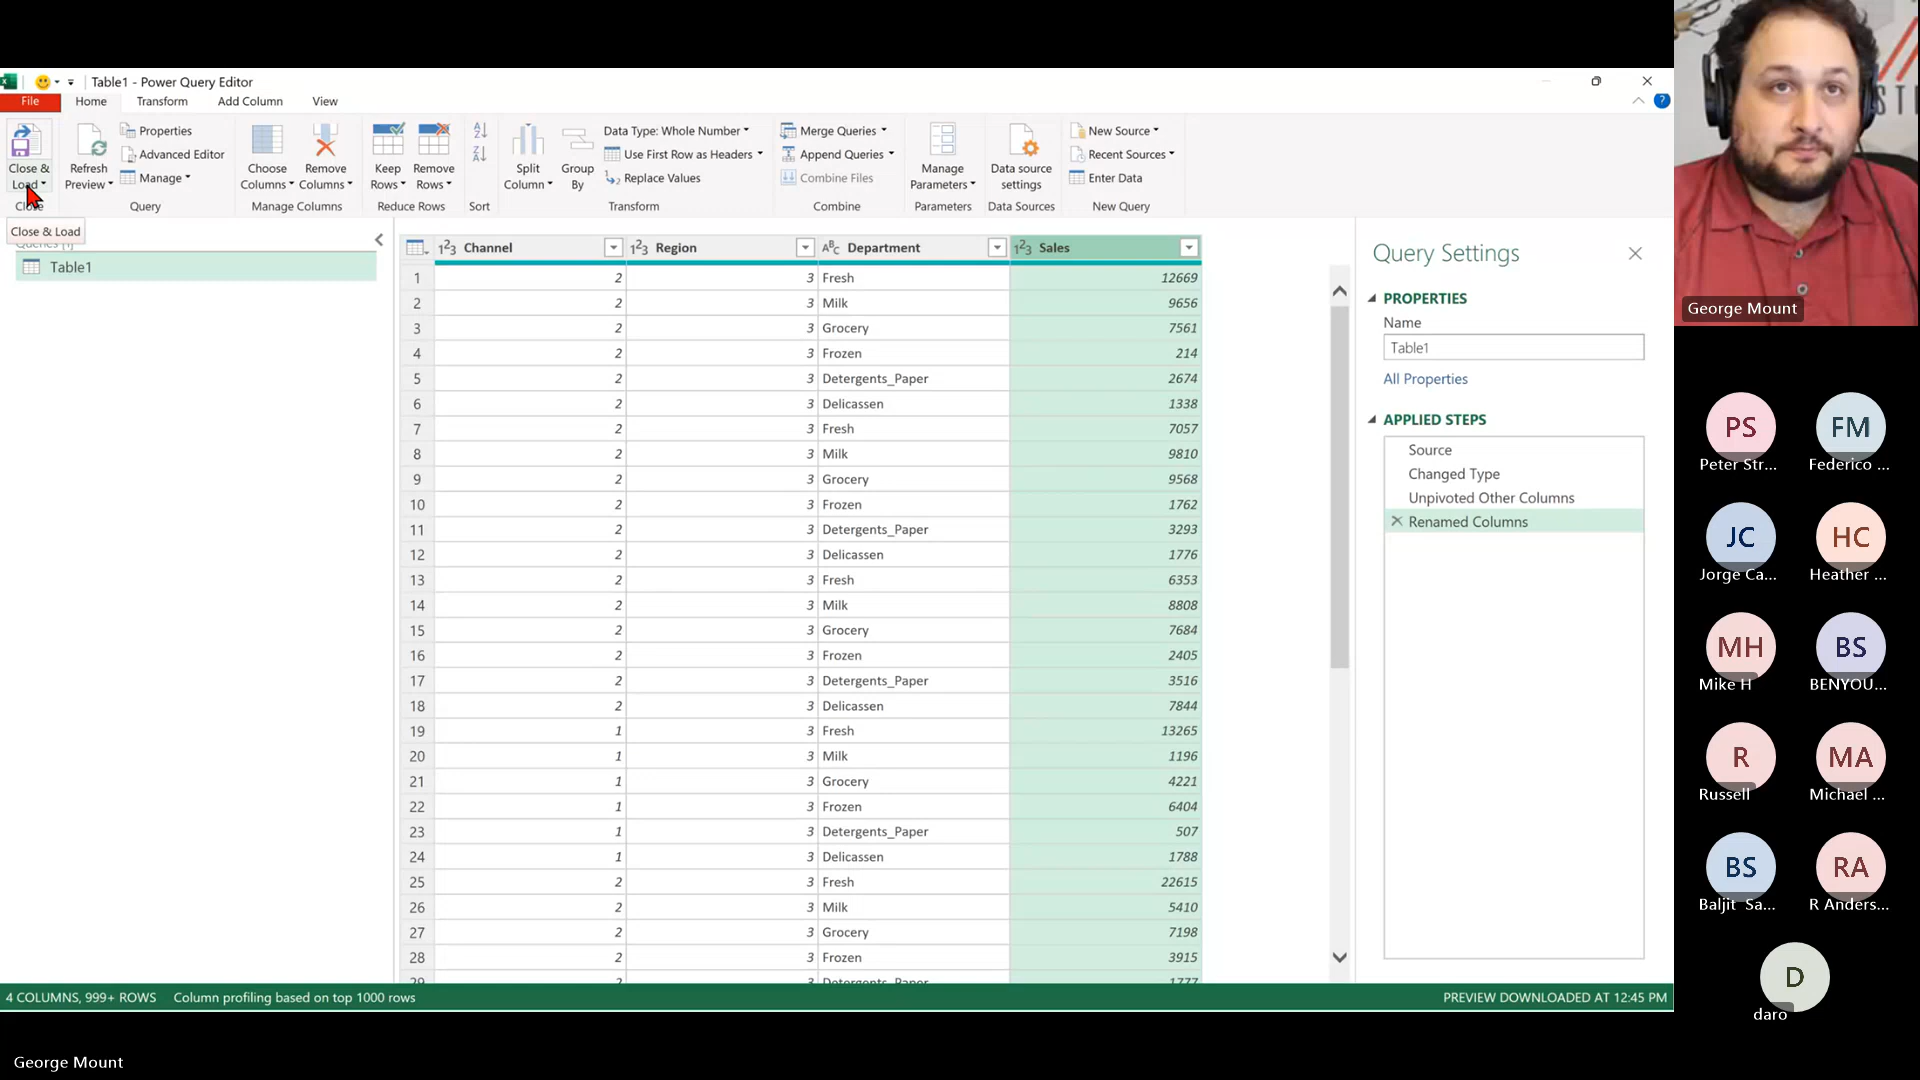 Table1 - Power Query Editor
File Home Transform Add Column View
Close & Load
Refresh Preview
Properties
Advanced Editor
Manage
Choose Columns
Remove Columns
Keep Rows
Remove Rows
Split Column
Group By
Data Type: Whole Number
Use First Row as Headers
Replace Values
Merge Queries
Append Queries
Combine Files
Manage Parameters
Data source settings
New Source
Recent Sources
Enter Data
Query Manage Columns Reduce Rows Sort Transform Combine Parameters Data Sources New Query
Close & Load
Table1
Channel Region Department Sales
1 2 3 Fresh 12669
2 2 3 Milk 9656
3 2 3 Grocery 7561
4 2 3 Frozen 214
5 2 3 Detergents_Paper 2674
6 2 3 Delicassen 1338
7 2 3 Fresh 7057
8 2 3 Milk 9810
9 2 3 Grocery 9568
10 2 3 Frozen 1762
11 2 3 Detergents_Paper 3293
12 2 3 Delicassen 1776
13 2 3 Fresh 6353
14 2 3 Milk 8808
15 2 3 Grocery 7684
16 2 3 Frozen 2405
17 2 3 Detergents_Paper 3516
18 2 3 Delicassen 7844
19 1 3 Fresh 13265
20 1 3 Milk 1196
21 1 3 Grocery 4221
22 1 3 Frozen 6404
23 1 3 Detergents_Paper 507
24 1 3 Delicassen 1788
25 2 3 Fresh 22615
26 2 3 Milk 5410
27 2 3 Grocery 7198
28 2 3 Frozen 3915
29 2 3 Detergents_Paper 1777
Query Settings
PROPERTIES
Name
Table1
All Properties
APPLIED STEPS
Source
Changed Type
Unpivoted Other Columns
Renamed Columns
4 COLUMNS, 999+ ROWS Column profiling based on top 1000 rows
PREVIEW DOWNLOADED AT 12:45 PM
George Mount
George Mount
PS FM
Peter Str... Federico ...
JC HC
Jorge Ca... Heather ...
MH BS
Mike H BENYOU...
R MA
Russell Michael ...
BS RA
Baljit Sa... R Anders...
D
daro